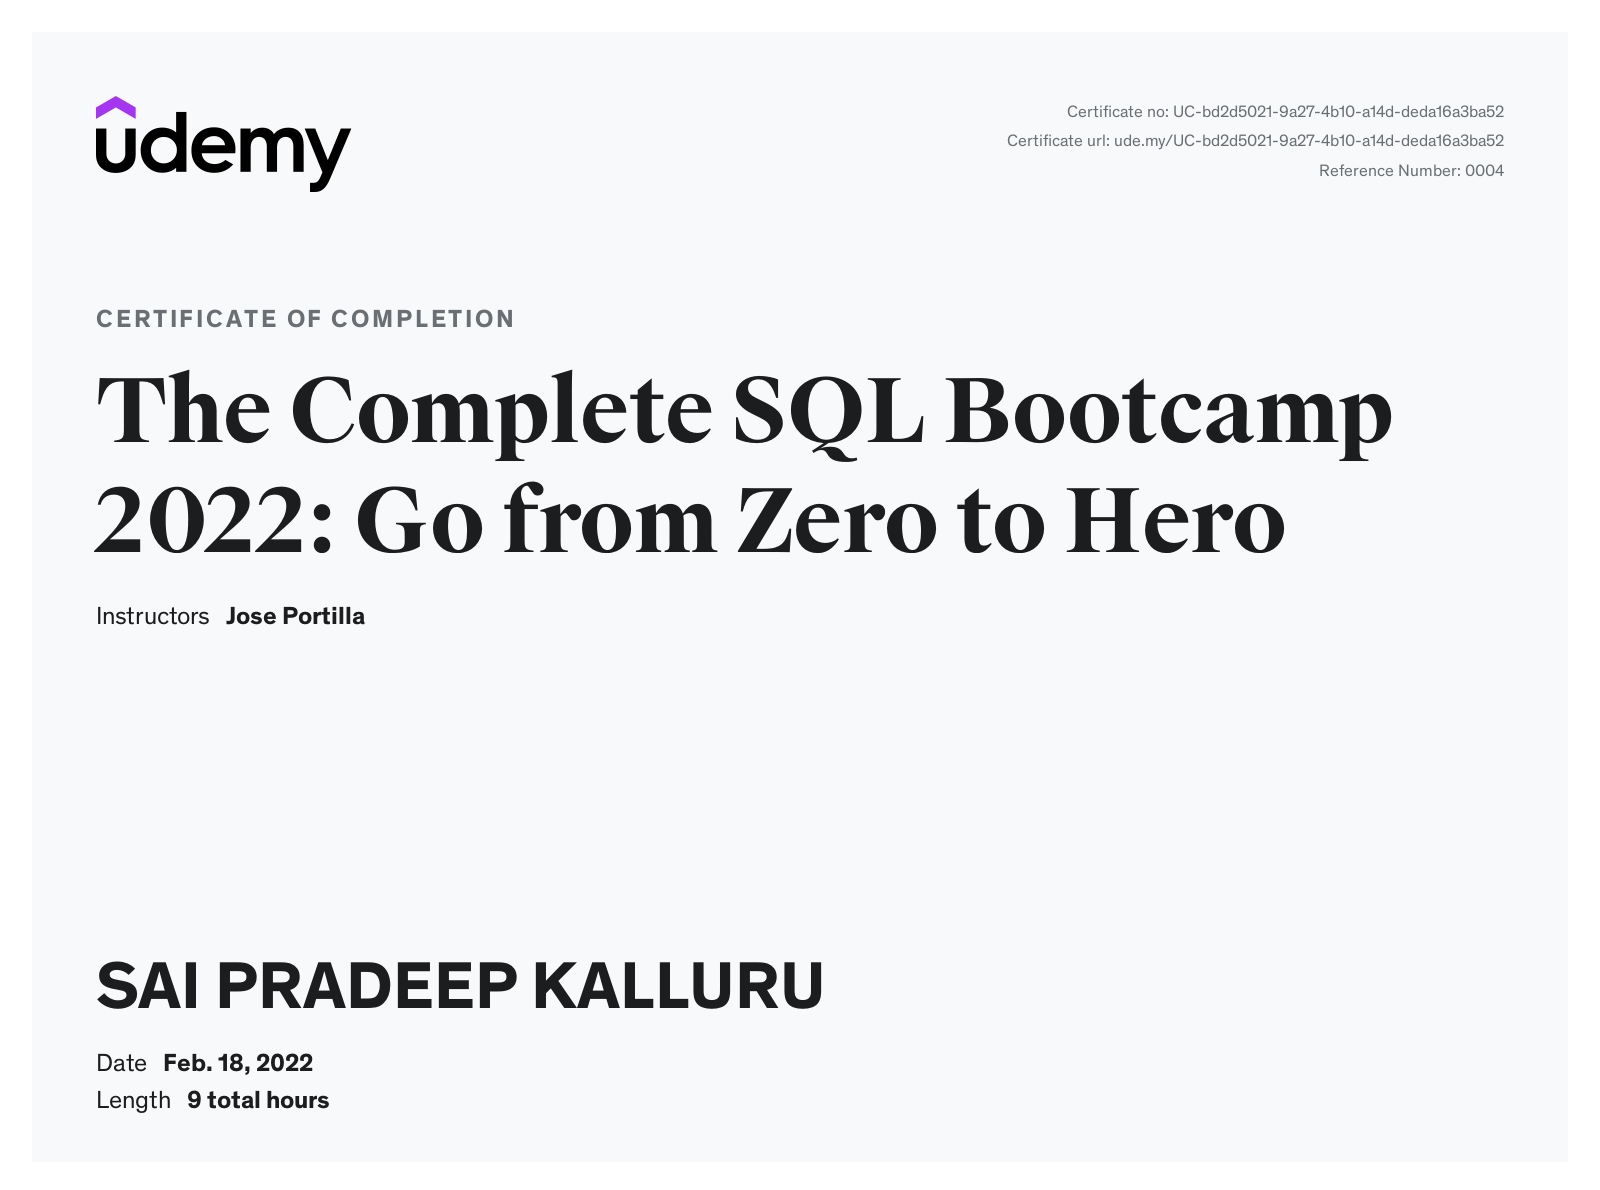 udemy
Certificate no: UC-bd2d5021-9a27-4b10-a14d-deda16a3ba52
Certificate url: ude.my/UC-bd2d5021-9a27-4b10-a14d-deda16a3ba52
Reference Number: 0004
CERTIFICATE OF COMPLETION
The Complete SQL Bootcamp
2022: Go from Zero to Hero
Instructors Jose Portilla
SAI PRADEEP KALLURU
Date Feb. 18, 2022
Length 9 total hours